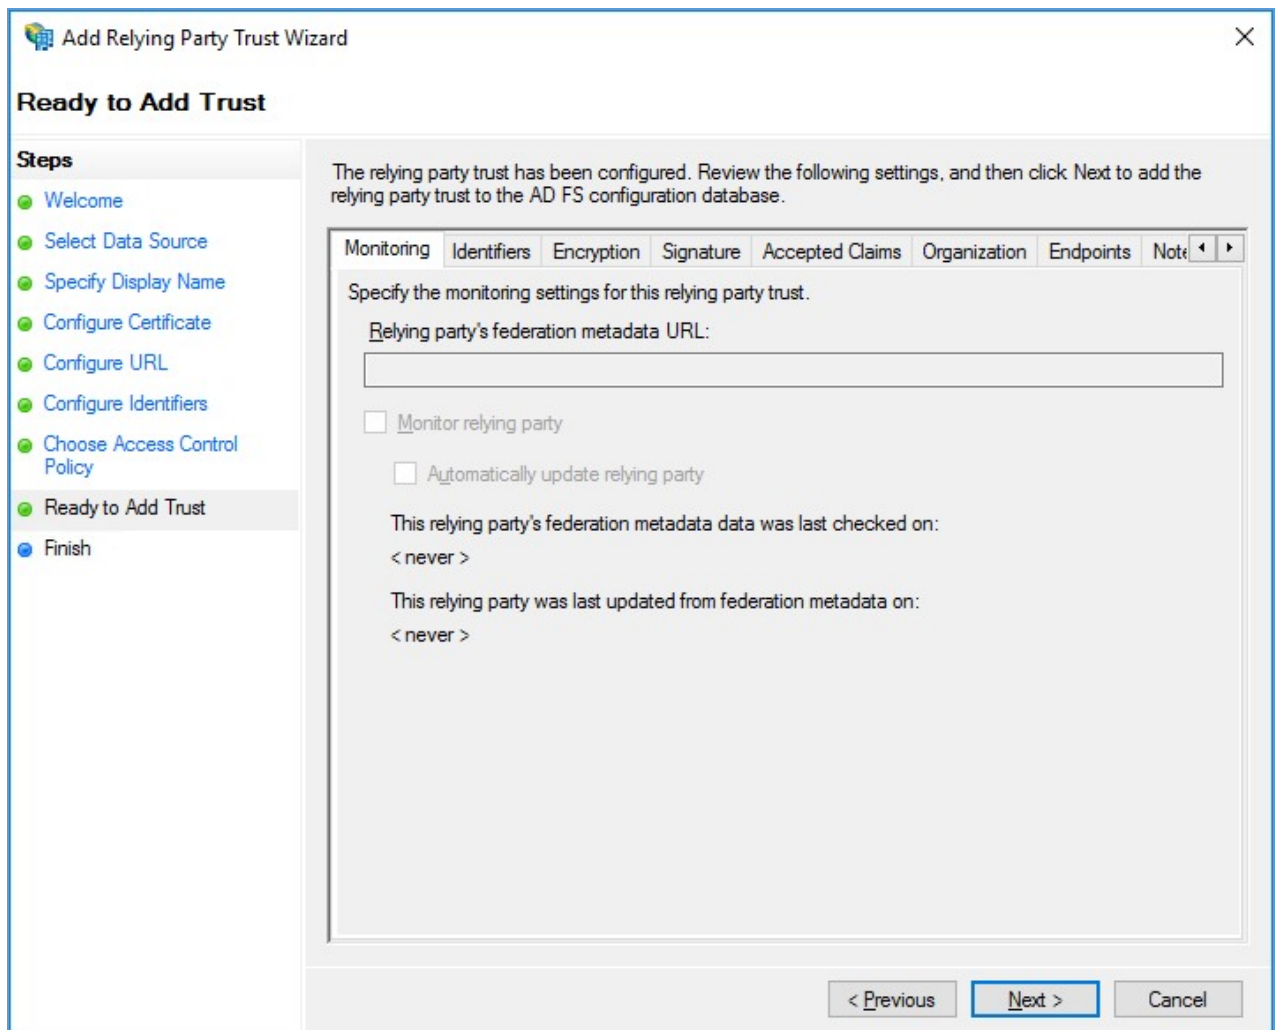 Add Relying Party Trust Wizard
Ready to Add Trust
Steps
Welcome
Select Data Source
Specify Display Name
Configure Certificate
Configure URL
Configure Identifiers
Choose Access Control
Policy
Ready to Add Trust
Finish
The relying party trust has been configured. Review the following settings, and then click Next to add the
relying party trust to the AD FS configuration database.
Monitoring Identifiers Encryption Signature Accepted Claims Organization Endpoints
Specify the monitoring settings for this relying party trust.
Relying party's federation metadata URL:
Monitor relying party
Automatically update relying party
This relying party's federation metadata data was last checked on:
< never >
This relying party was last updated from federation metadata on:
< never >
< Previous Next > Cancel